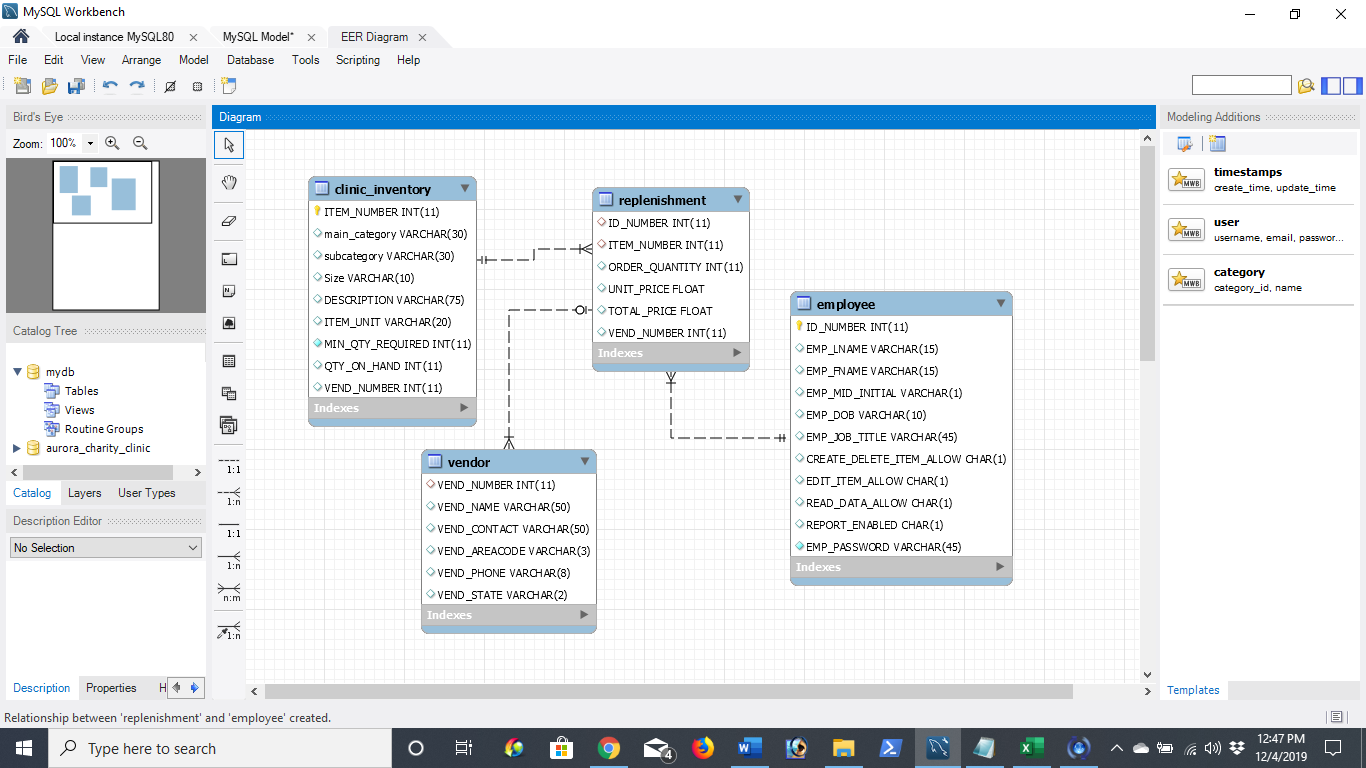 MySQL Workbench
Local instance MySQL80
MySQL Model*
EER Diagram
File Edit View Arrange Model Database Tools Scripting Help
Bird's Eye
Zoom: 100%
Catalog Tree
mydb
Tables
Views
Routine Groups
aurora_charity_clinic
Catalog Layers User Types
Description Editor
No Selection
Description Properties H
1:1
1:n
1:1
1:n
n:m
1:n
Diagram
clinic_inventory
ITEM_NUMBER INT(11)
main_category VARCHAR(30)
subcategory VARCHAR(30)
Size VARCHAR(10)
DESCRIPTION VARCHAR(75)
ITEM_UNIT VARCHAR(20)
MIN_QTY_REQUIRED INT(11)
QTY_ON_HAND INT(11)
VEND_NUMBER INT(11)
Indexes
replenishment
ID_NUMBER INT(11)
ITEM_NUMBER INT(11)
ORDER_QUANTITY INT(11)
UNIT_PRICE FLOAT
TOTAL_PRICE FLOAT
VEND_NUMBER INT(11)
Indexes
vendor
VEND_NUMBER INT(11)
VEND_NAME VARCHAR(50)
VEND_CONTACT VARCHAR(50)
VEND_AREACODE VARCHAR(3)
VEND_PHONE VARCHAR(8)
VEND_STATE VARCHAR(2)
Indexes
employee
ID_NUMBER INT(11)
EMP_LNAME VARCHAR(15)
EMP_FNAME VARCHAR(15)
EMP_MID_INITIAL VARCHAR(1)
EMP_DOB VARCHAR(10)
EMP_JOB_TITLE VARCHAR(45)
CREATE_DELETE_ITEM_ALLOW CHAR(1)
EDIT_ITEM_ALLOW CHAR(1)
READ_DATA_ALLOW CHAR(1)
REPORT_ENABLED CHAR(1)
EMP_PASSWORD VARCHAR(45)
Indexes
Modeling Additions
MWB
timestamps
create_time, update_time
MWB
user
username, email, passwor...
MWB
category
category_id, name
Templates
Relationship between 'replenishment' and 'employee' created.
Type here to search
4
12:47 PM
12/4/2019